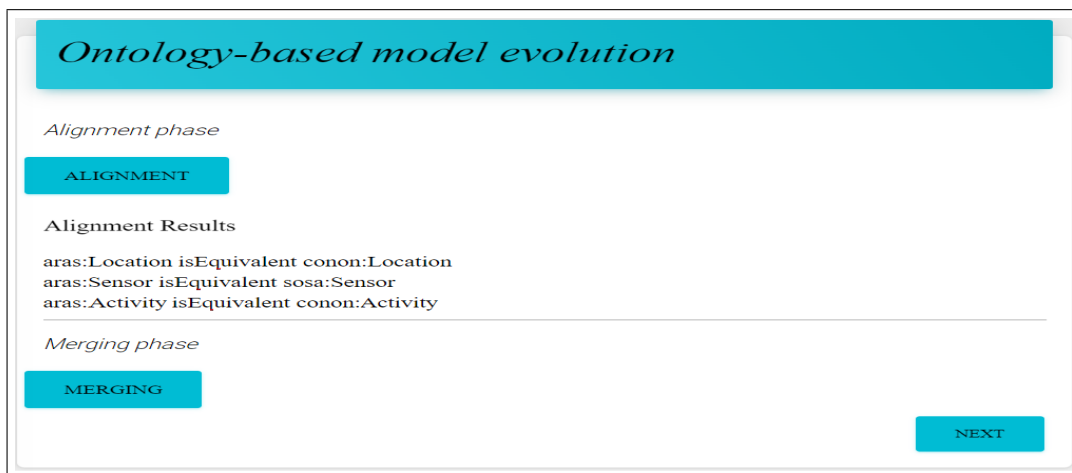 Ontology-based model evolution
Alignment phase
ALIGNMENT
Alignment Results
aras:Location isEquivalent conon:Location
aras:Sensor isEquivalent sosa:Sensor
aras:Activity isEquivalent conon:Activity
Merging phase
MERGING
NEXT